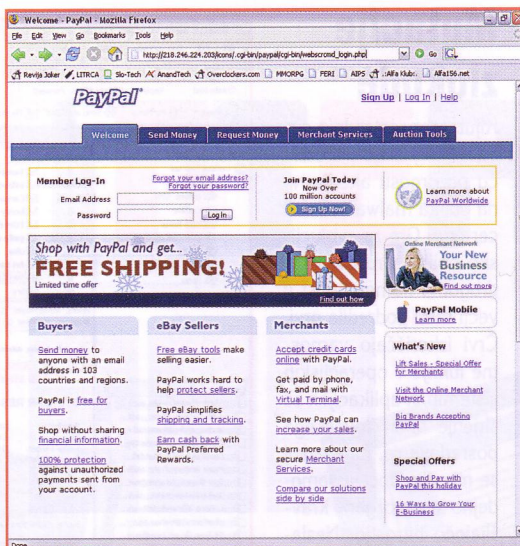 Welcome - PayPal - Mozilla Firefox
File Edit View Go Bookmarks Tools Help
http://218.246.224.203/icons/.cgi-bin/paypal/cgi-bin/webscrcmd_login.php
Go
Revija Joker LITRCA Slo-Tech AnandTech Overclockers.com MMORPG FERI AIPS .:Alfa Klub:. Alfa156.net
PayPal
Sign Up | Log In | Help
Welcome Send Money Request Money Merchant Services Auction Tools
Member Log-In
Forgot your email address?
Forgot your password?
Email Address
Password
Log In
Join PayPal Today
Now Over
100 million accounts
Sign Up Now!
Learn more about
PayPal Worldwide
Shop with PayPal and get...
FREE SHIPPING!
Limited time offer
Find out how
Online Merchant Network
Your New
Business
Resource
Find out more
PayPal Mobile
Learn more
Buyers
Send money to
anyone with an email
address in 103
countries and regions.
PayPal is free for
buyers.
Shop without sharing
financial information.
100% protection
against unauthorized
payments sent from
your account.
eBay Sellers
Free eBay tools make
selling easier.
PayPal works hard to
help protect sellers.
PayPal simplifies
shipping and tracking.
Earn cash back with
PayPal Preferred
Rewards.
Merchants
Accept credit cards
online with PayPal.
Get paid by phone,
fax, and mail with
Virtual Terminal.
See how PayPal can
increase your sales.
Learn more about our
secure Merchant
Services.
Compare our solutions
side by side
What's New
Lift Sales - Special Offer
for Merchants
Visit the Online Merchant
Network
Big Brands Accepting
PayPal
Special Offers
Shop and Pay with
PayPal this holiday
16 Ways to Grow Your
E-Business
Done